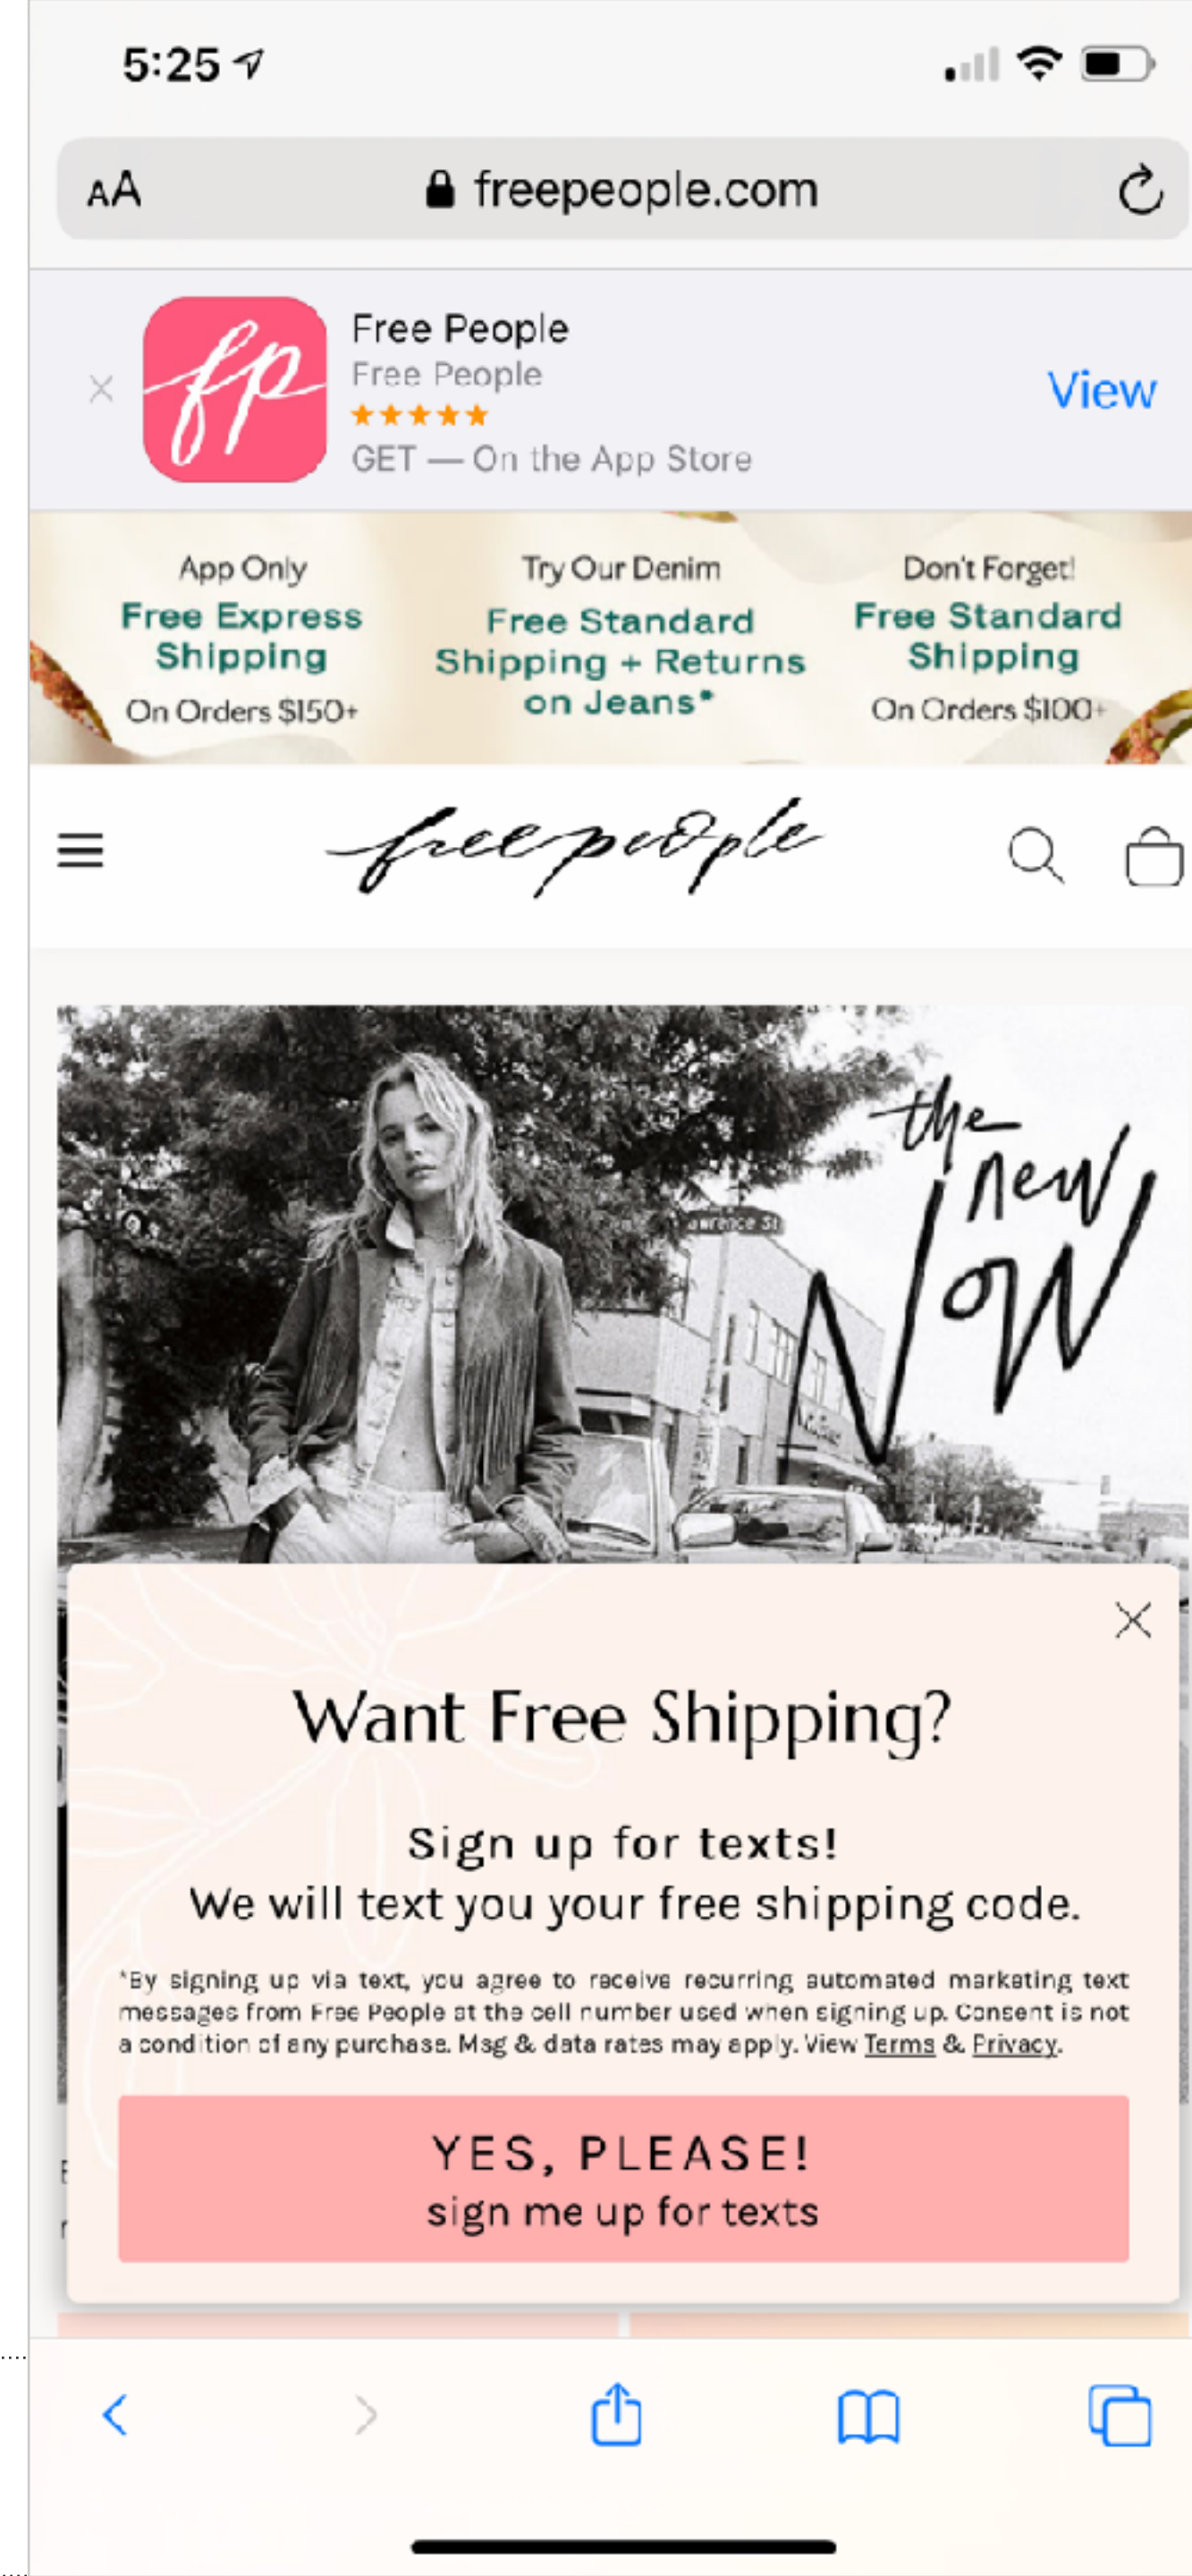 5:25
AA freepeople.com
fp
Free People
Free People
GET — On the App Store
View
App Only
Free Express
Shipping
On Orders $150+
Try Our Denim
Free Standard
Shipping + Returns
on Jeans*
Don't Forget!
Free Standard
Shipping
On Orders $100+
free people
the
new
Now
awrence St
Want Free Shipping?
Sign up for texts!
We will text you your free shipping code.
*By signing up via text, you agree to receive recurring automated marketing text
messages from Free People at the cell number used when signing up. Consent is not
a condition of any purchase. Msg & data rates may apply. View Terms & Privacy.
YES, PLEASE!
sign me up for texts